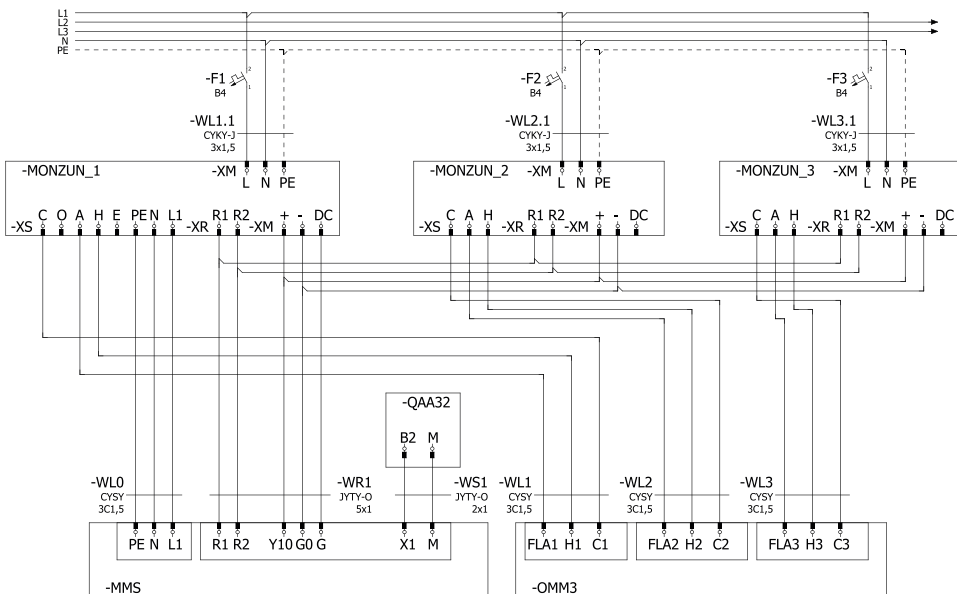 L1
L2
L3
N
PE
-F1 2
B4 1
-F2 2
B4 1
-F3 2
B4 1
-WL1.1
CYKY-J
3x1,5
-WL2.1
CYKY-J
3x1,5
-WL3.1
CYKY-J
3x1,5
-MONZUN_1 -XM
L N PE
-MONZUN_2 -XM
L N PE
-MONZUN_3 -XM
L N PE
-XS C O A H E PE N L1 -XR R1 R2 -XM + - DC
-XS C A H -XR R1 R2 -XM + - DC
-XS C A H -XR R1 R2 -XM + - DC
-QAA32
B2 M
-WL0
CYSY
3C1,5
-WR1
JYTY-O
5x1
-WS1
JYTY-O
2x1
-WL1
CYSY
3C1,5
-WL2
CYSY
3C1,5
-WL3
CYSY
3C1,5
PE N L1 R1 R2 Y10 G0 G X1 M
FLA1 H1 C1 FLA2 H2 C2 FLA3 H3 C3
-MMS
-OMM3